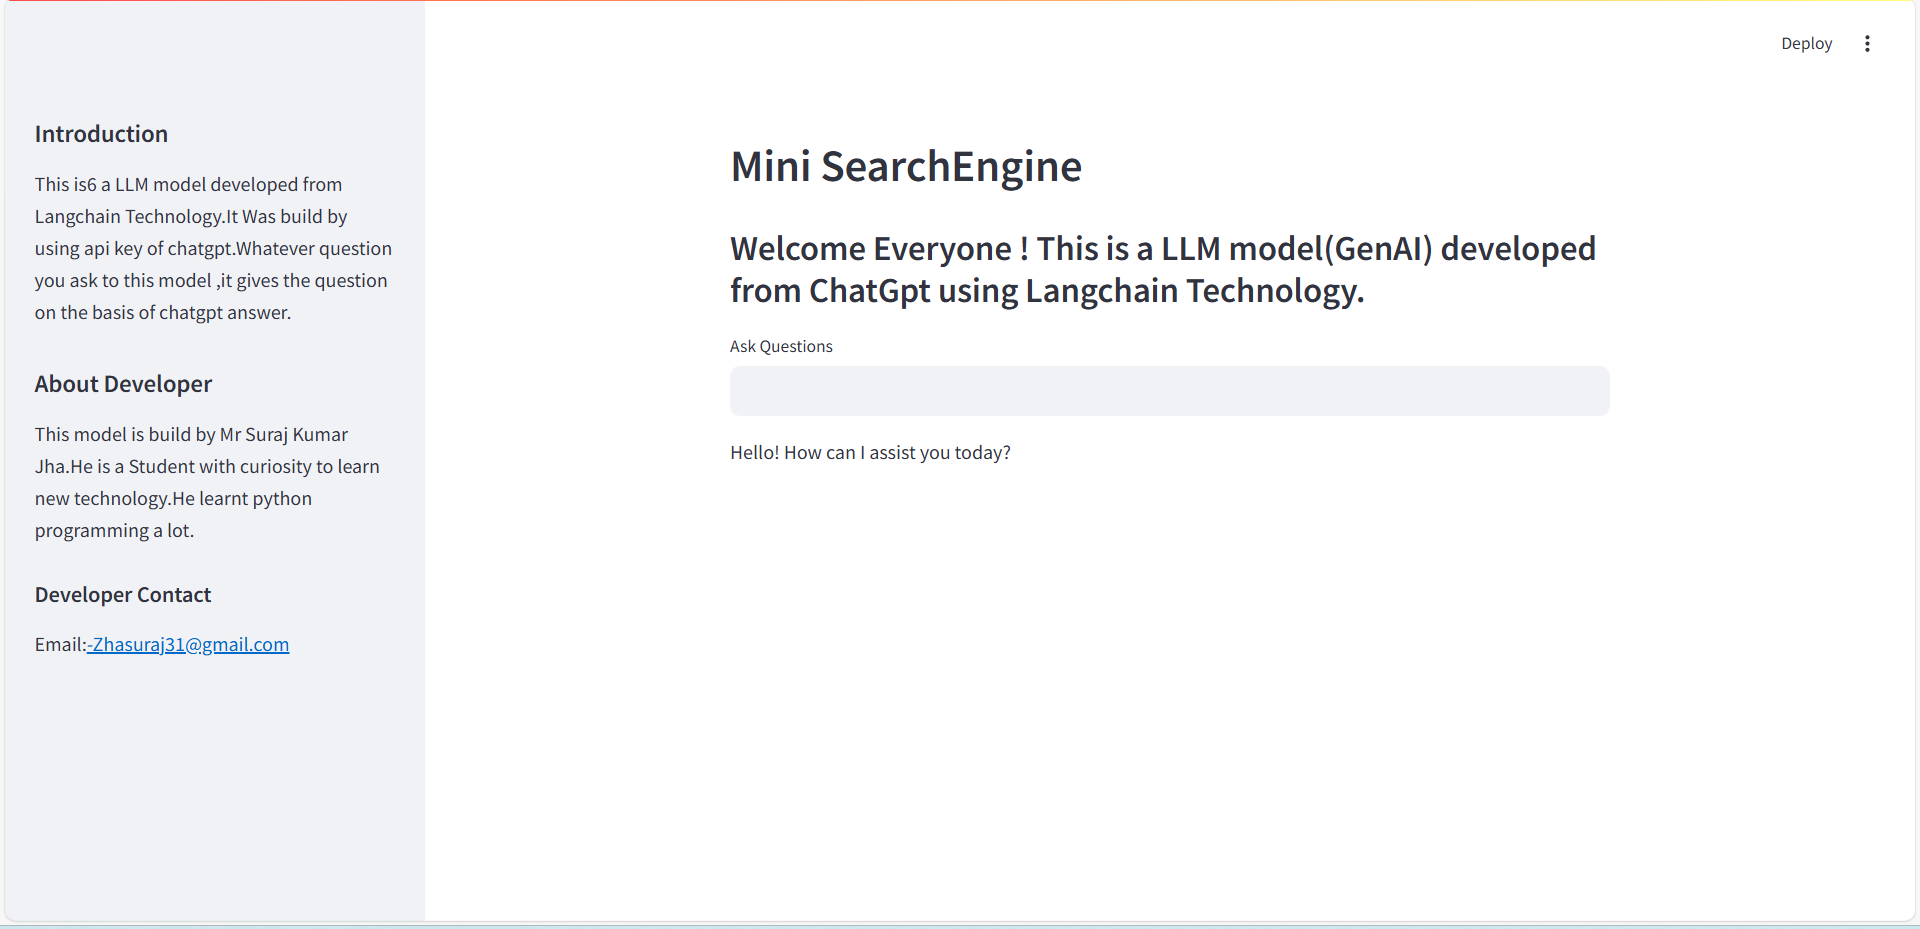 Deploy
Introduction
This is6 a LLM model developed from
Langchain Technology.It Was build by
using api key of chatgpt.Whatever question
you ask to this model ,it gives the question
on the basis of chatgpt answer.
About Developer
This model is build by Mr Suraj Kumar
Jha.He is a Student with curiosity to learn
new technology.He learnt python
programming a lot.
Developer Contact
Email:-Zhasuraj31@gmail.com
Mini SearchEngine
Welcome Everyone ! This is a LLM model(GenAI) developed
from ChatGpt using Langchain Technology.
Ask Questions
Hello! How can I assist you today?